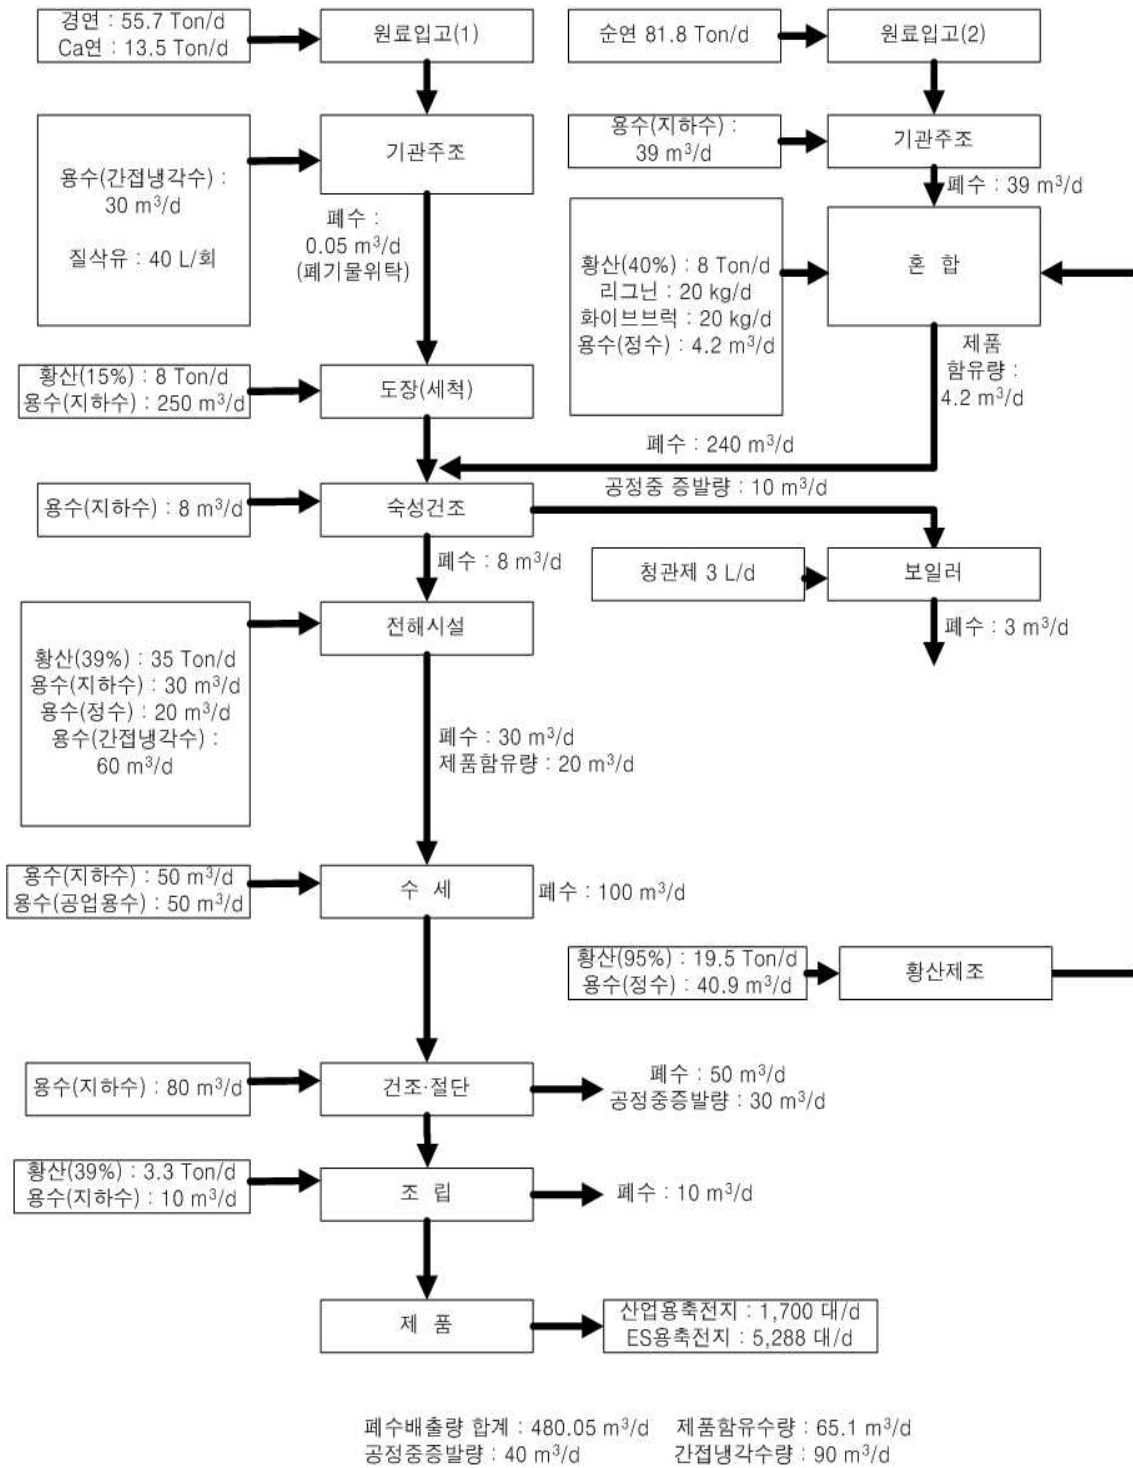 경연 : 55.7 Ton/d
Ca연 : 13.5 Ton/d
원료입고(1)
순연 81.8 Ton/d
원료입고(2)
용수(간접냉각수) :
30 m³/d
질삭유 : 40 L/회
기관주조
용수(지하수) :
39 m³/d
기관주조
폐수 : 39 m³/d
폐수 :
0.05 m³/d
(폐기물위탁)
황산(40%) : 8 Ton/d
리그닌 : 20 kg/d
화이브브럭 : 20 kg/d
용수(정수) : 4.2 m³/d
혼 합
제품
함유량 :
4.2 m³/d
황산(15%) : 8 Ton/d
용수(지하수) : 250 m³/d
도장(세척)
폐수 : 240 m³/d
공정중 증발량 : 10 m³/d
용수(지하수) : 8 m³/d
숙성건조
폐수 : 8 m³/d
청관제 3 L/d
보일러
폐수 : 3 m³/d
황산(39%) : 35 Ton/d
용수(지하수) : 30 m³/d
용수(정수) : 20 m³/d
용수(간접냉각수) :
60 m³/d
전해시설
폐수 : 30 m³/d
제품함유량 : 20 m³/d
용수(지하수) : 50 m³/d
용수(공업용수) : 50 m³/d
수 세
폐수 : 100 m³/d
황산(95%) : 19.5 Ton/d
용수(정수) : 40.9 m³/d
황산제조
용수(지하수) : 80 m³/d
건조·절단
폐수 : 50 m³/d
공정중증발량 : 30 m³/d
황산(39%) : 3.3 Ton/d
용수(지하수) : 10 m³/d
조 립
폐수 : 10 m³/d
제 품
산업용축전지 : 1,700 대/d
ES용축전지 : 5,288 대/d
폐수배출량 합계 : 480.05 m³/d 제품함유수량 : 65.1 m³/d
공정중증발량 : 40 m³/d 간접냉각수량 : 90 m³/d